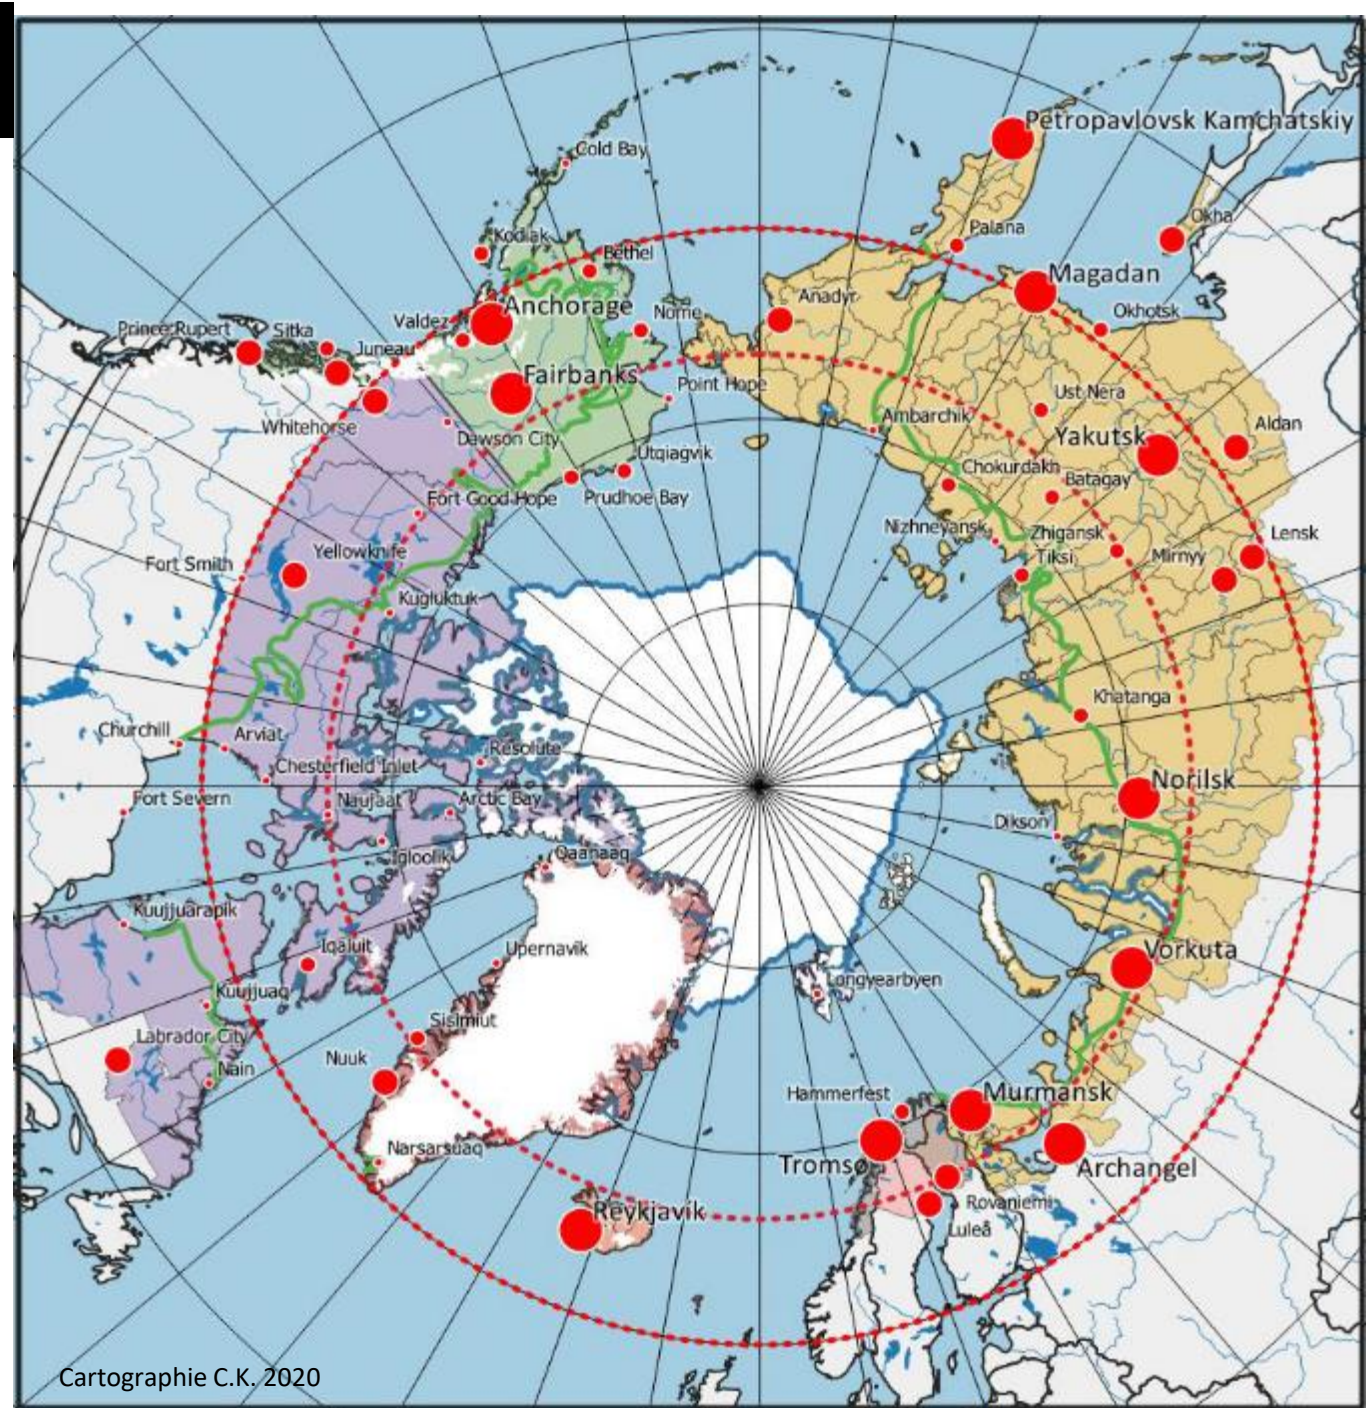 Petropavlovsk Kamchatskiy
Cold Bay
Okha
Palana
Kodiak
Bethel
Magadan
Anadyr
Anchorage
Nome
Okhotsk
Valdez
Prince Rupert
Sitka
Juneau
Fairbanks
Point Hope
Ust Nera
Ambarchik
Aldan
Whitehorse
Dawson City
Yakutsk
Utqiagvik
Chokurdakh
Batagay
Fort Good Hope
Prudhoe Bay
Nizhneyansk
Zhigansk
Lensk
Yellowknife
Tiksi
Mirnyy
Fort Smith
Kugluktuk
Khatanga
Churchill
Arviat
Resolute
Chesterfield Inlet
Norilsk
Fort Severn
Naujaat
Arctic Bay
Dikson
Igloolik
Qaanaaq
Kuujjuarapik
Iqaluit
Upernavik
Vorkuta
Longyearbyen
Kuujjuaq
Sisimiut
Labrador City
Nuuk
Nain
Hammerfest
Murmansk
Narsarsuaq
Tromsø
Archangel
Rovaniemi
Reykjavík
Luleå
Cartographie C.K. 2020